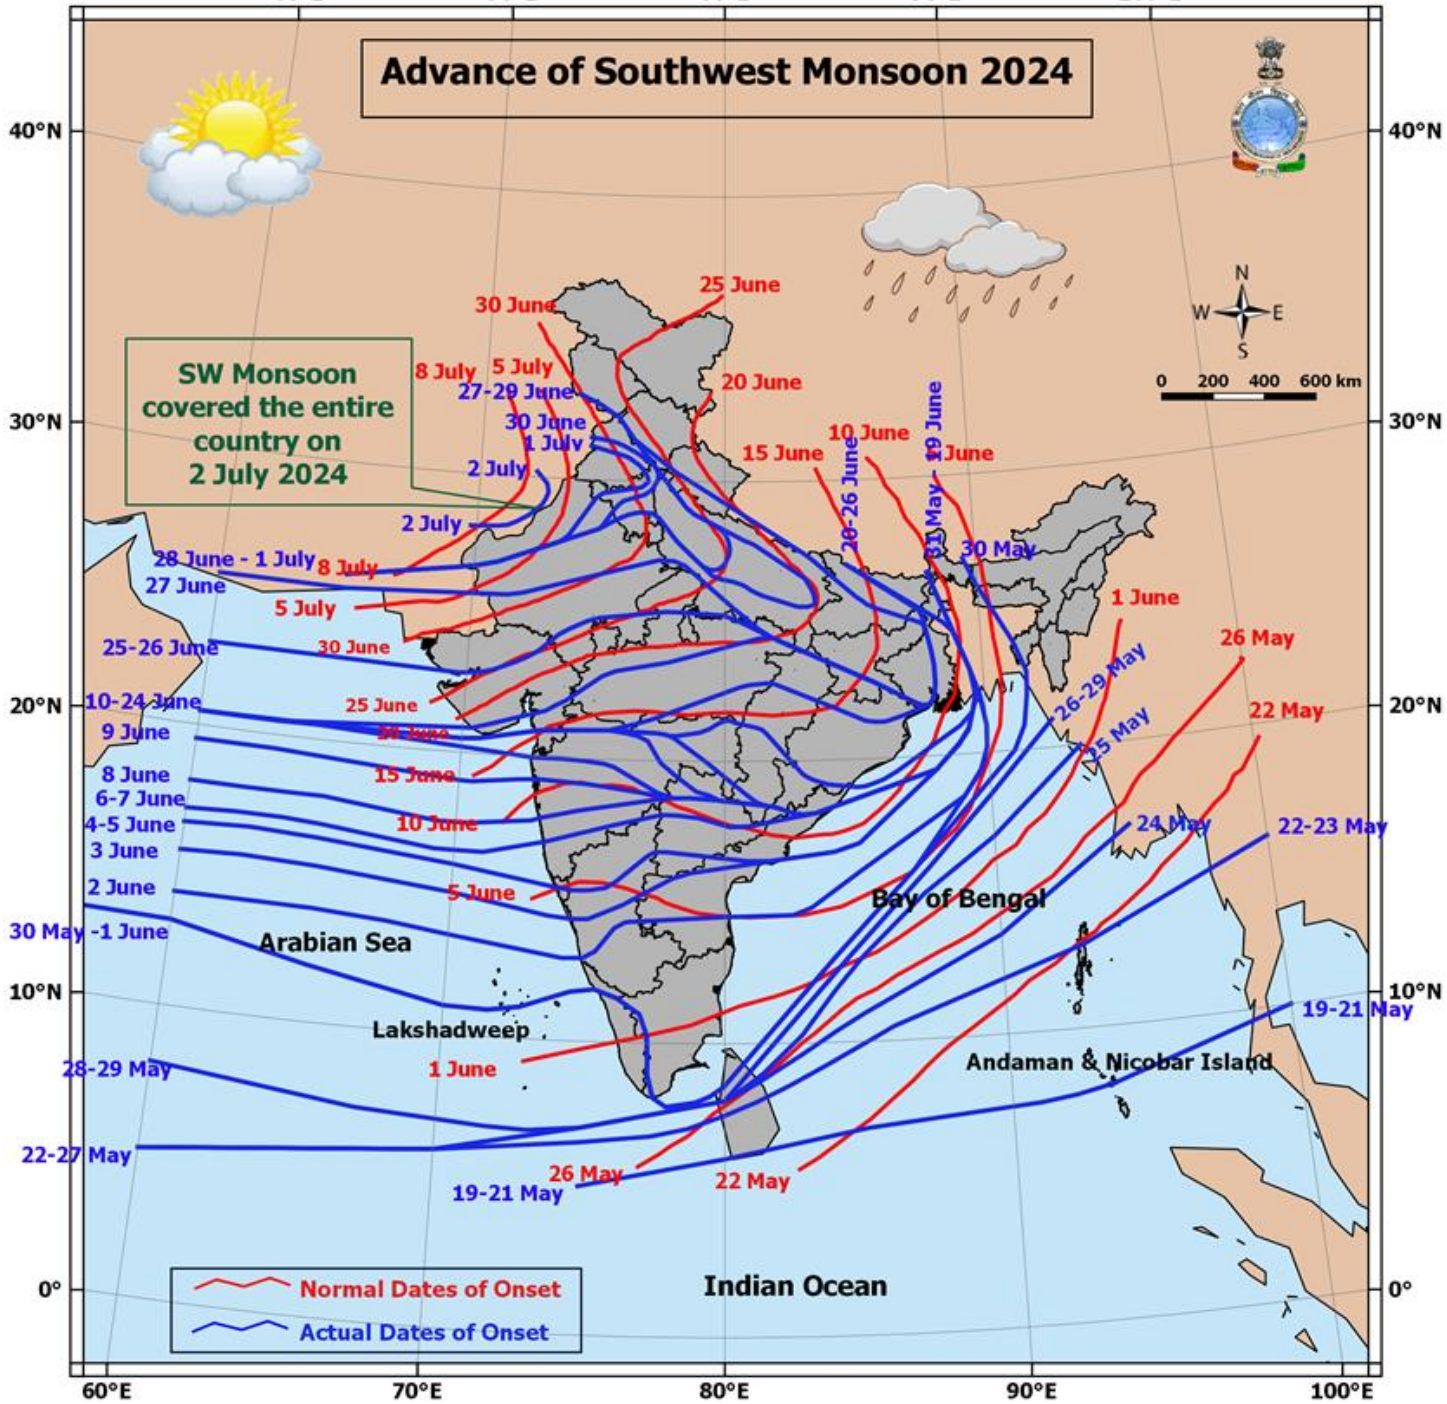 Advance of Southwest Monsoon 2024
40°N
40°N
N
W
E
S
25 June
30 June
SW Monsoon
covered the entire
country on
2 July 2024
8 July
5 July
20 June
0
200
400
600 km
27-29 June
30°N
30 June
30°N
1 July
10 June
15 June
20-26 June
31 May - 19 June
5 June
2 July
2 July
30 May
28 June - 1 July
8 July
27 June
5 July
1 June
25-26 June
30 June
26 May
26-29 May
10-24 June
25 June
20°N
20°N
22 May
9 June
20 June
25 May
8 June
15 June
6-7 June
4-5 June
10 June
24 May
22-23 May
3 June
2 June
5 June
Bay of Bengal
30 May -1 June
Arabian Sea
10°N
10°N
19-21 May
Lakshadweep
28-29 May
1 June
Andaman & Nicobar Island
22-27 May
26 May
22 May
19-21 May
0°
0°
Indian Ocean
Normal Dates of Onset
Actual Dates of Onset
60°E
70°E
80°E
90°E
100°E